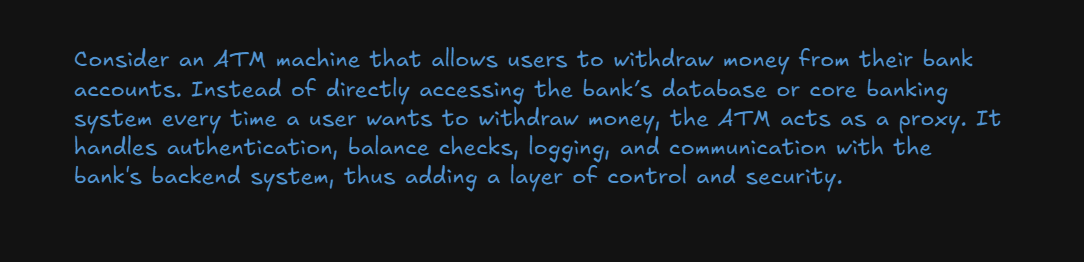 Consider an ATM machine that allows users to withdraw money from their bank
accounts. Instead of directly accessing the bank's database or core banking
system every time a user wants to withdraw money, the ATM acts as a proxy. It
handles authentication, balance checks, logging, and communication with the
bank's backend system, thus adding a layer of control and security.